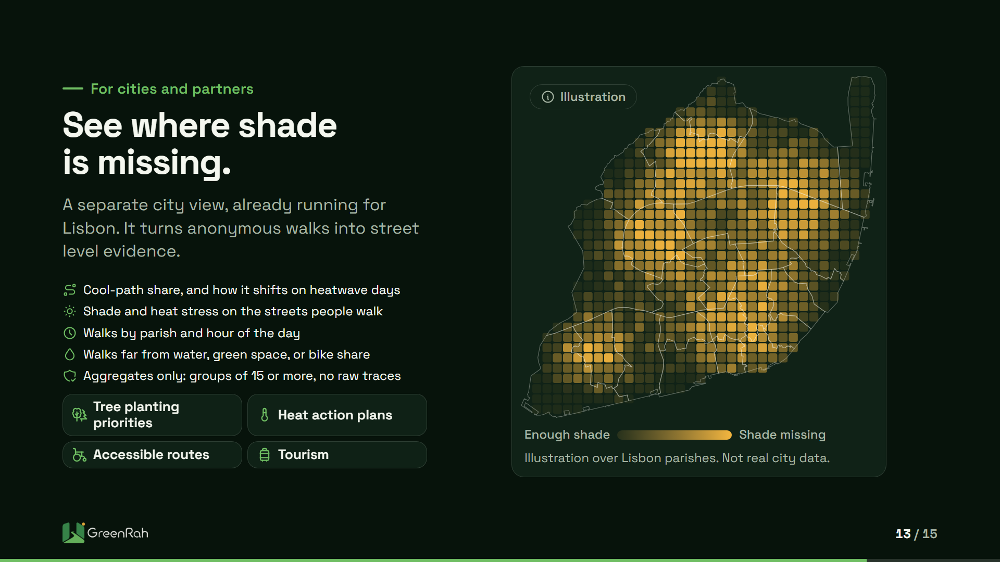 For cities and partners
See where shade
is missing.
A separate city view, already running for
Lisbon. It turns anonymous walks into street
level evidence.
Cool-path share, and how it shifts on heatwave days
Shade and heat stress on the streets people walk
Walks by parish and hour of the day
Walks far from water, green space, or bike share
Aggregates only: groups of 15 or more, no raw traces
Tree planting
priorities
Heat action plans
Accessible routes
Tourism
Illustration
Enough shade
Shade missing
Illustration over Lisbon parishes. Not real city data.
GreenRah
13 / 15